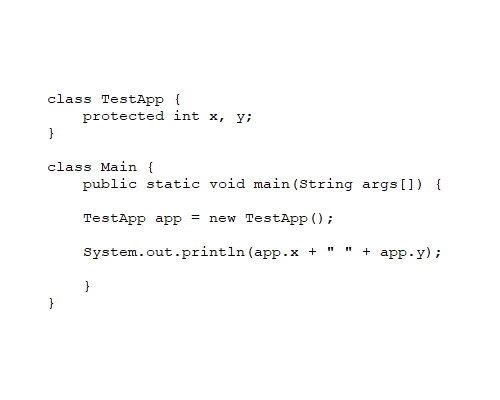 class TestApp {
    protected int x, y;
}
class Main {
    public static void main(String args[]) {
    TestApp app = new TestApp();
    System.out.println(app.x + " " + app.y);
    }
}